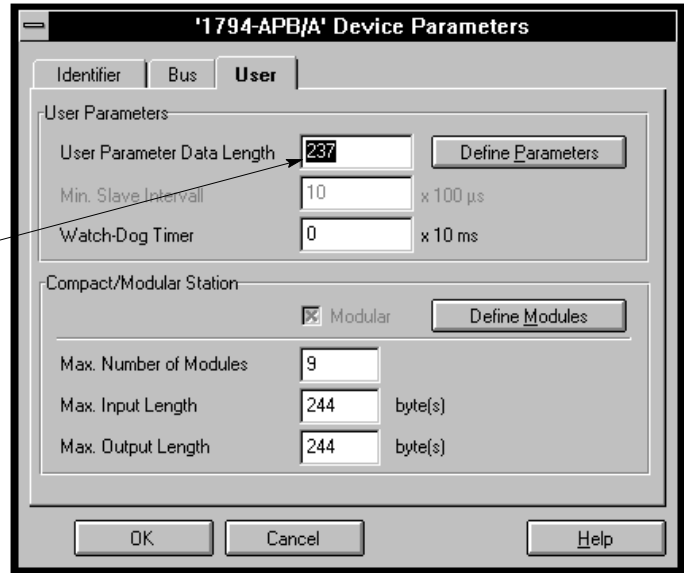 '1794-APB/A' Device Parameters
Identifier Bus User
User Parameters
User Parameter Data Length 237 Define Parameters
Min. Slave Intervall 10 x 100 µs
Watch-Dog Timer 0 x 10 ms
Compact/Modular Station
Modular Define Modules
Max. Number of Modules 9
Max. Input Length 244 byte(s)
Max. Output Length 244 byte(s)
OK Cancel Help